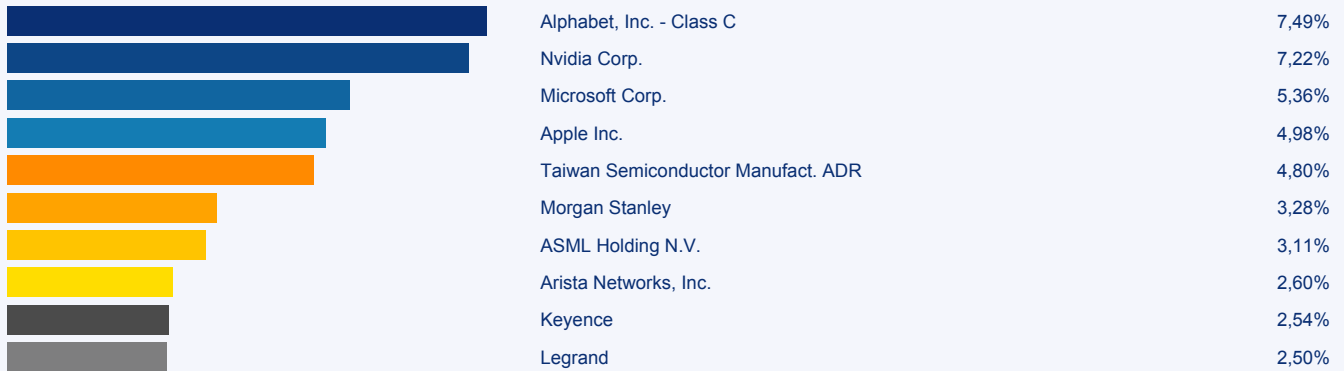 Alphabet, Inc. - Class C 7,49%
Nvidia Corp. 7,22%
Microsoft Corp. 5,36%
Apple Inc. 4,98%
Taiwan Semiconductor Manufact. ADR 4,80%
Morgan Stanley 3,28%
ASML Holding N.V. 3,11%
Arista Networks, Inc. 2,60%
Keyence 2,54%
Legrand 2,50%